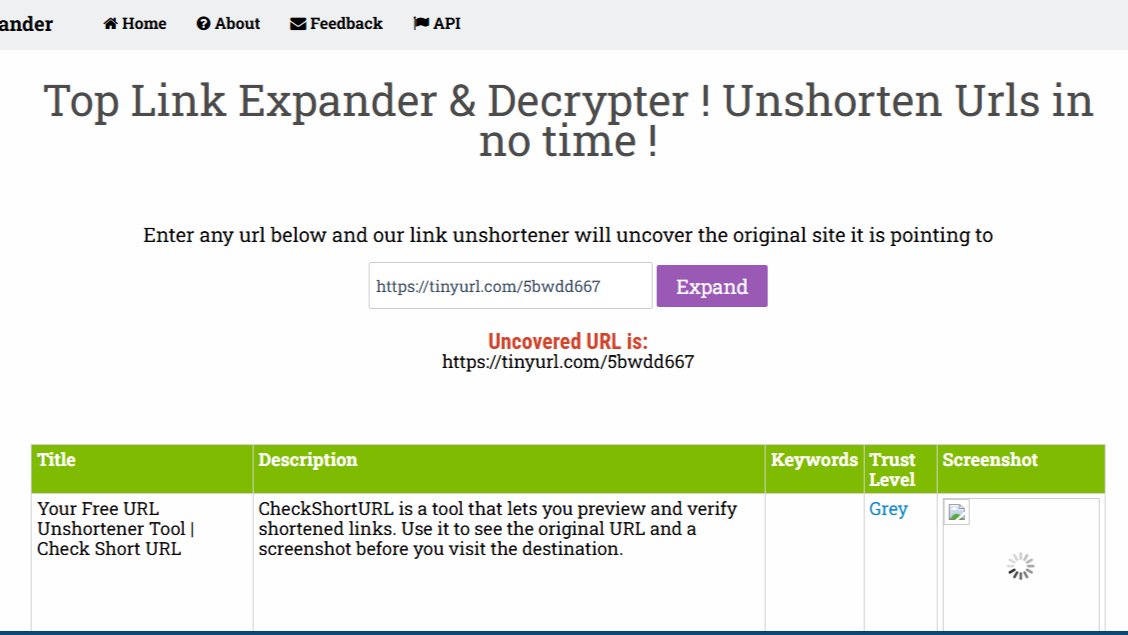 ander Home About Feedback API
Top Link Expander & Decrypter ! Unshorten Urls in
no time !
Enter any url below and our link unshortener will uncover the original site it is pointing to
https://tinyurl.com/5bwdd667 Expand
Uncovered URL is:
https://tinyurl.com/5bwdd667
Title Description Keywords Trust Level Screenshot
Your Free URL
Unshortener Tool |
Check Short URL
CheckShortURL is a tool that lets you preview and verify
shortened links. Use it to see the original URL and a
screenshot before you visit the destination.
Grey